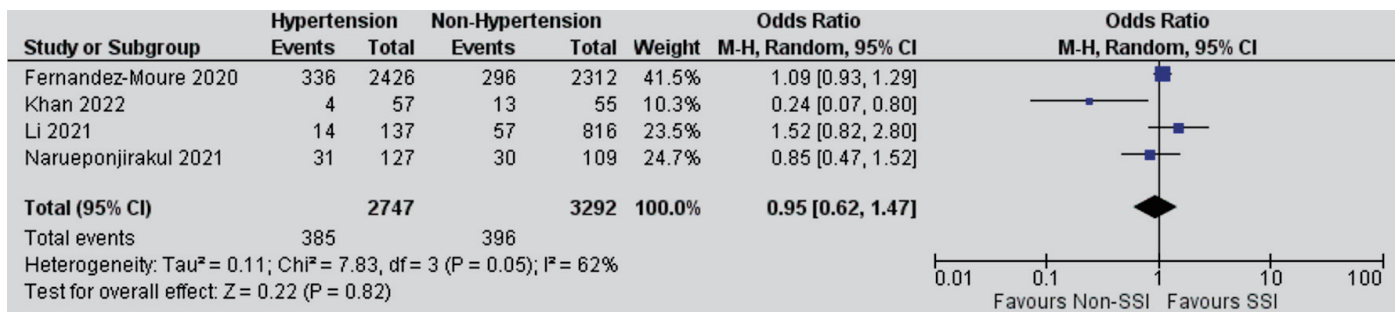 Hypertension Non-Hypertension Odds Ratio Odds Ratio
Study or Subgroup Events Total Events Total Weight M-H, Random, 95% CI M-H, Random, 95% CI
Fernandez-Moure 2020 336 2426 296 2312 41.5% 1.09 [0.93, 1.29]
Khan 2022 4 57 13 55 10.3% 0.24 [0.07, 0.80]
Li 2021 14 137 57 816 23.5% 1.52 [0.82, 2.80]
Narueponjirakul 2021 31 127 30 109 24.7% 0.85 [0.47, 1.52]
Total (95% CI) 2747 3292 100.0% 0.95 [0.62, 1.47]
Total events 385 396
Heterogeneity: Tau² = 0.11; Chi² = 7.83, df = 3 (P = 0.05); I² = 62%
Test for overall effect: Z = 0.22 (P = 0.82)
0.01 0.1 1 10 100
Favours Non-SSI Favours SSI